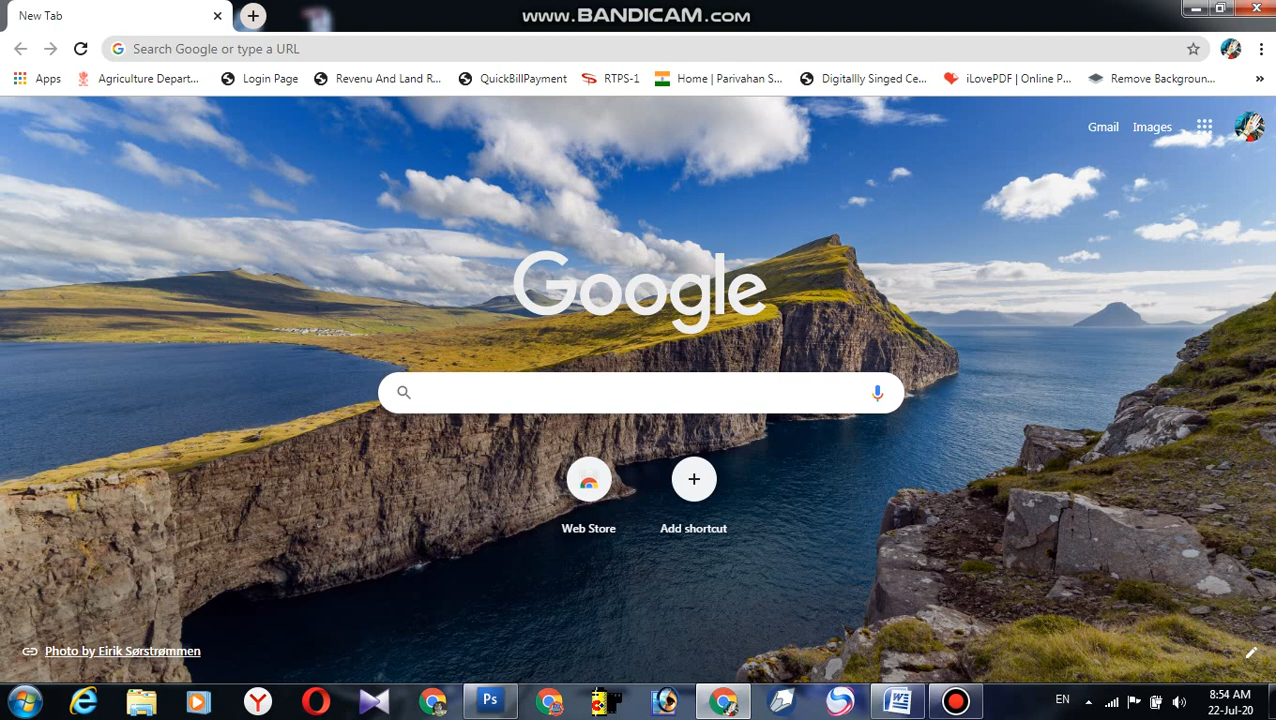 New Tab
www.BANDICAM.com
Search Google or type a URL
Apps
Agriculture Depart...
Login Page
Revenu And Land R...
QuickBillPayment
RTPS-1
Home | Parivahan S...
Digitallly Singed Ce...
iLovePDF | Online P...
Remove Backgroun...
Gmail
Images
Google
Web Store
Add shortcut
Photo by Eirik Sørstrømmen
Ps
EN
8:54 AM
22-Jul-20